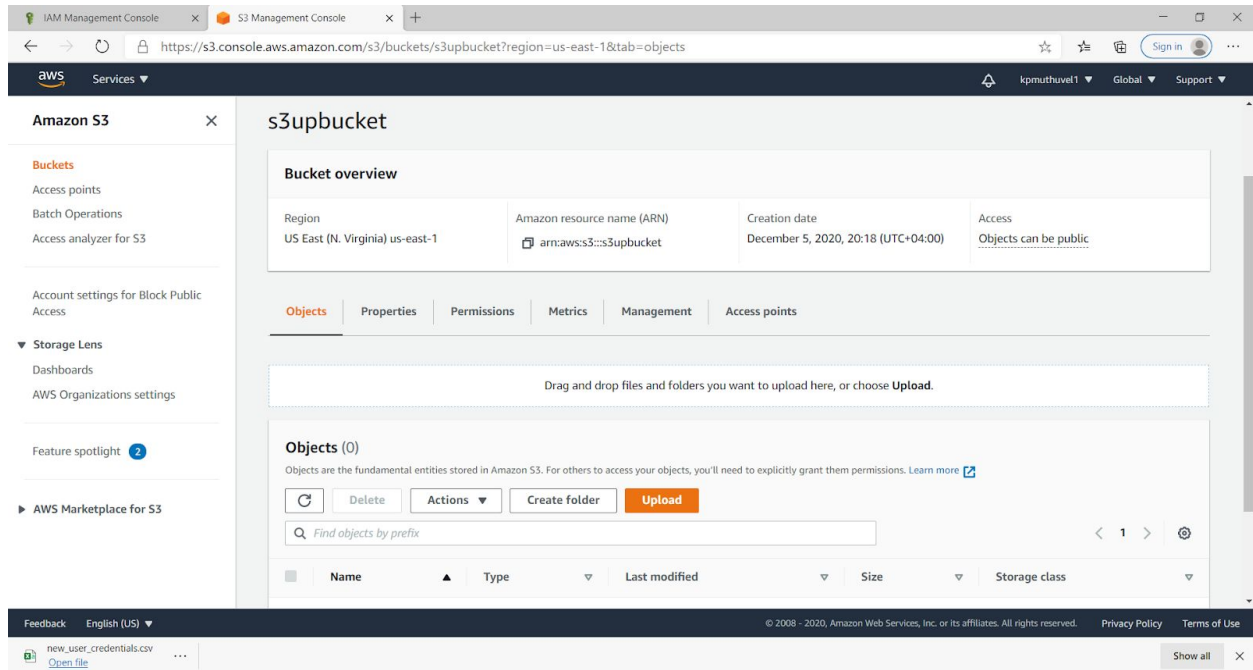 IAM Management Console
S3 Management Console
https://s3.console.aws.amazon.com/s3/buckets/s3upbucket?region=us-east-1&tab=objects
Sign in
aws
Services
kpmuthuvel1
Global
Support
Amazon S3
Buckets
Access points
Batch Operations
Access analyzer for S3
Account settings for Block Public
Access
Storage Lens
Dashboards
AWS Organizations settings
Feature spotlight 2
AWS Marketplace for S3
s3upbucket
Bucket overview
Region
US East (N. Virginia) us-east-1
Amazon resource name (ARN)
arn:aws:s3:::s3upbucket
Creation date
December 5, 2020, 20:18 (UTC+04:00)
Access
Objects can be public
Objects
Properties
Permissions
Metrics
Management
Access points
Drag and drop files and folders you want to upload here, or choose Upload.
Objects (0)
Objects are the fundamental entities stored in Amazon S3. For others to access your objects, you'll need to explicitly grant them permissions. Learn more
Delete
Actions
Create folder
Upload
Find objects by prefix
1
Name
Type
Last modified
Size
Storage class
Feedback
English (US)
© 2008 - 2020, Amazon Web Services, Inc. or its affiliates. All rights reserved.
Privacy Policy
Terms of Use
new_user_credentials.csv
Open file
Show all